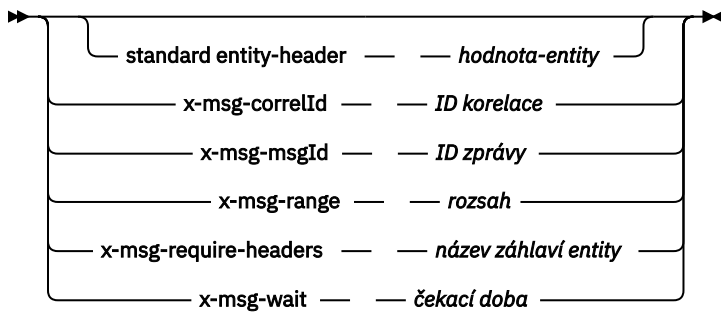 standard entity-header hodnota-entity
x-msg-correlId ID korelace
x-msg-msgId ID zprávy
x-msg-range rozsah
x-msg-require-headers název záhlaví entity
x-msg-wait čekací doba